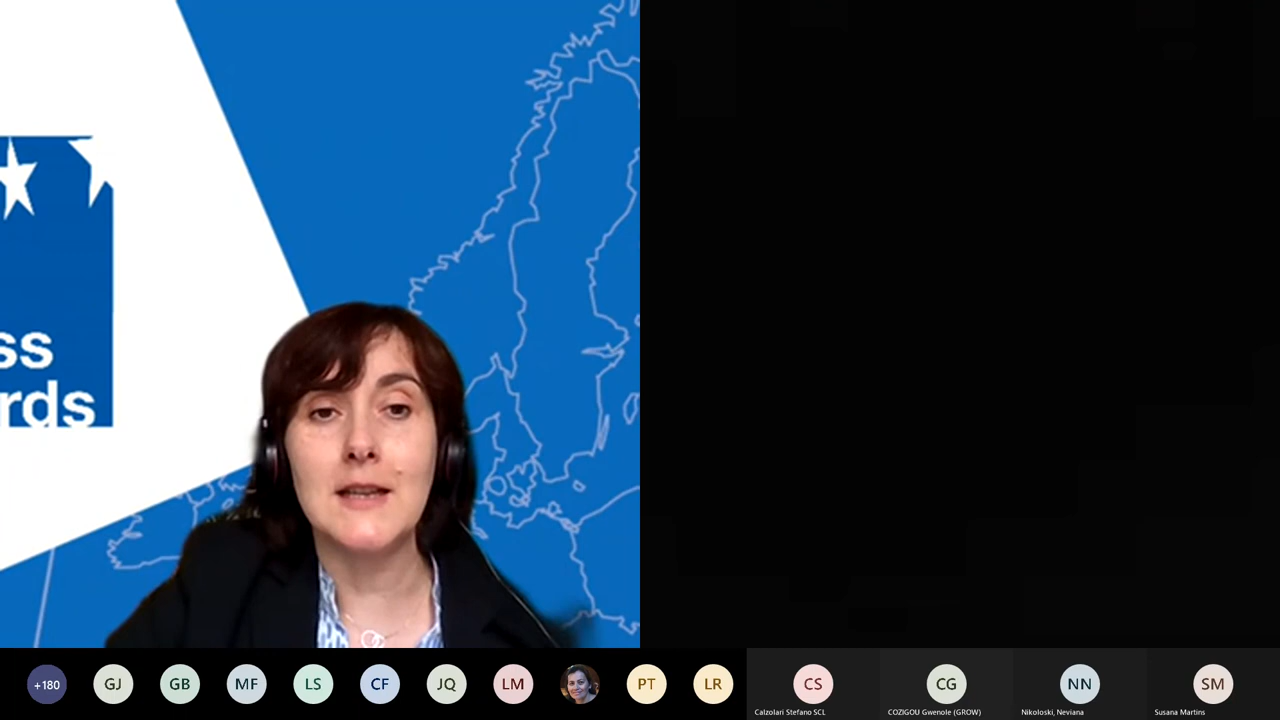 ss
rds
+180
GJ
GB
MF
LS
CF
JQ
LM
PT
LR
CS
CG
NN
SM
Calzolari Stefano SCL
COZIGOU Gwenole (GROW)
Nikoloski, Neviana
Susana Martins